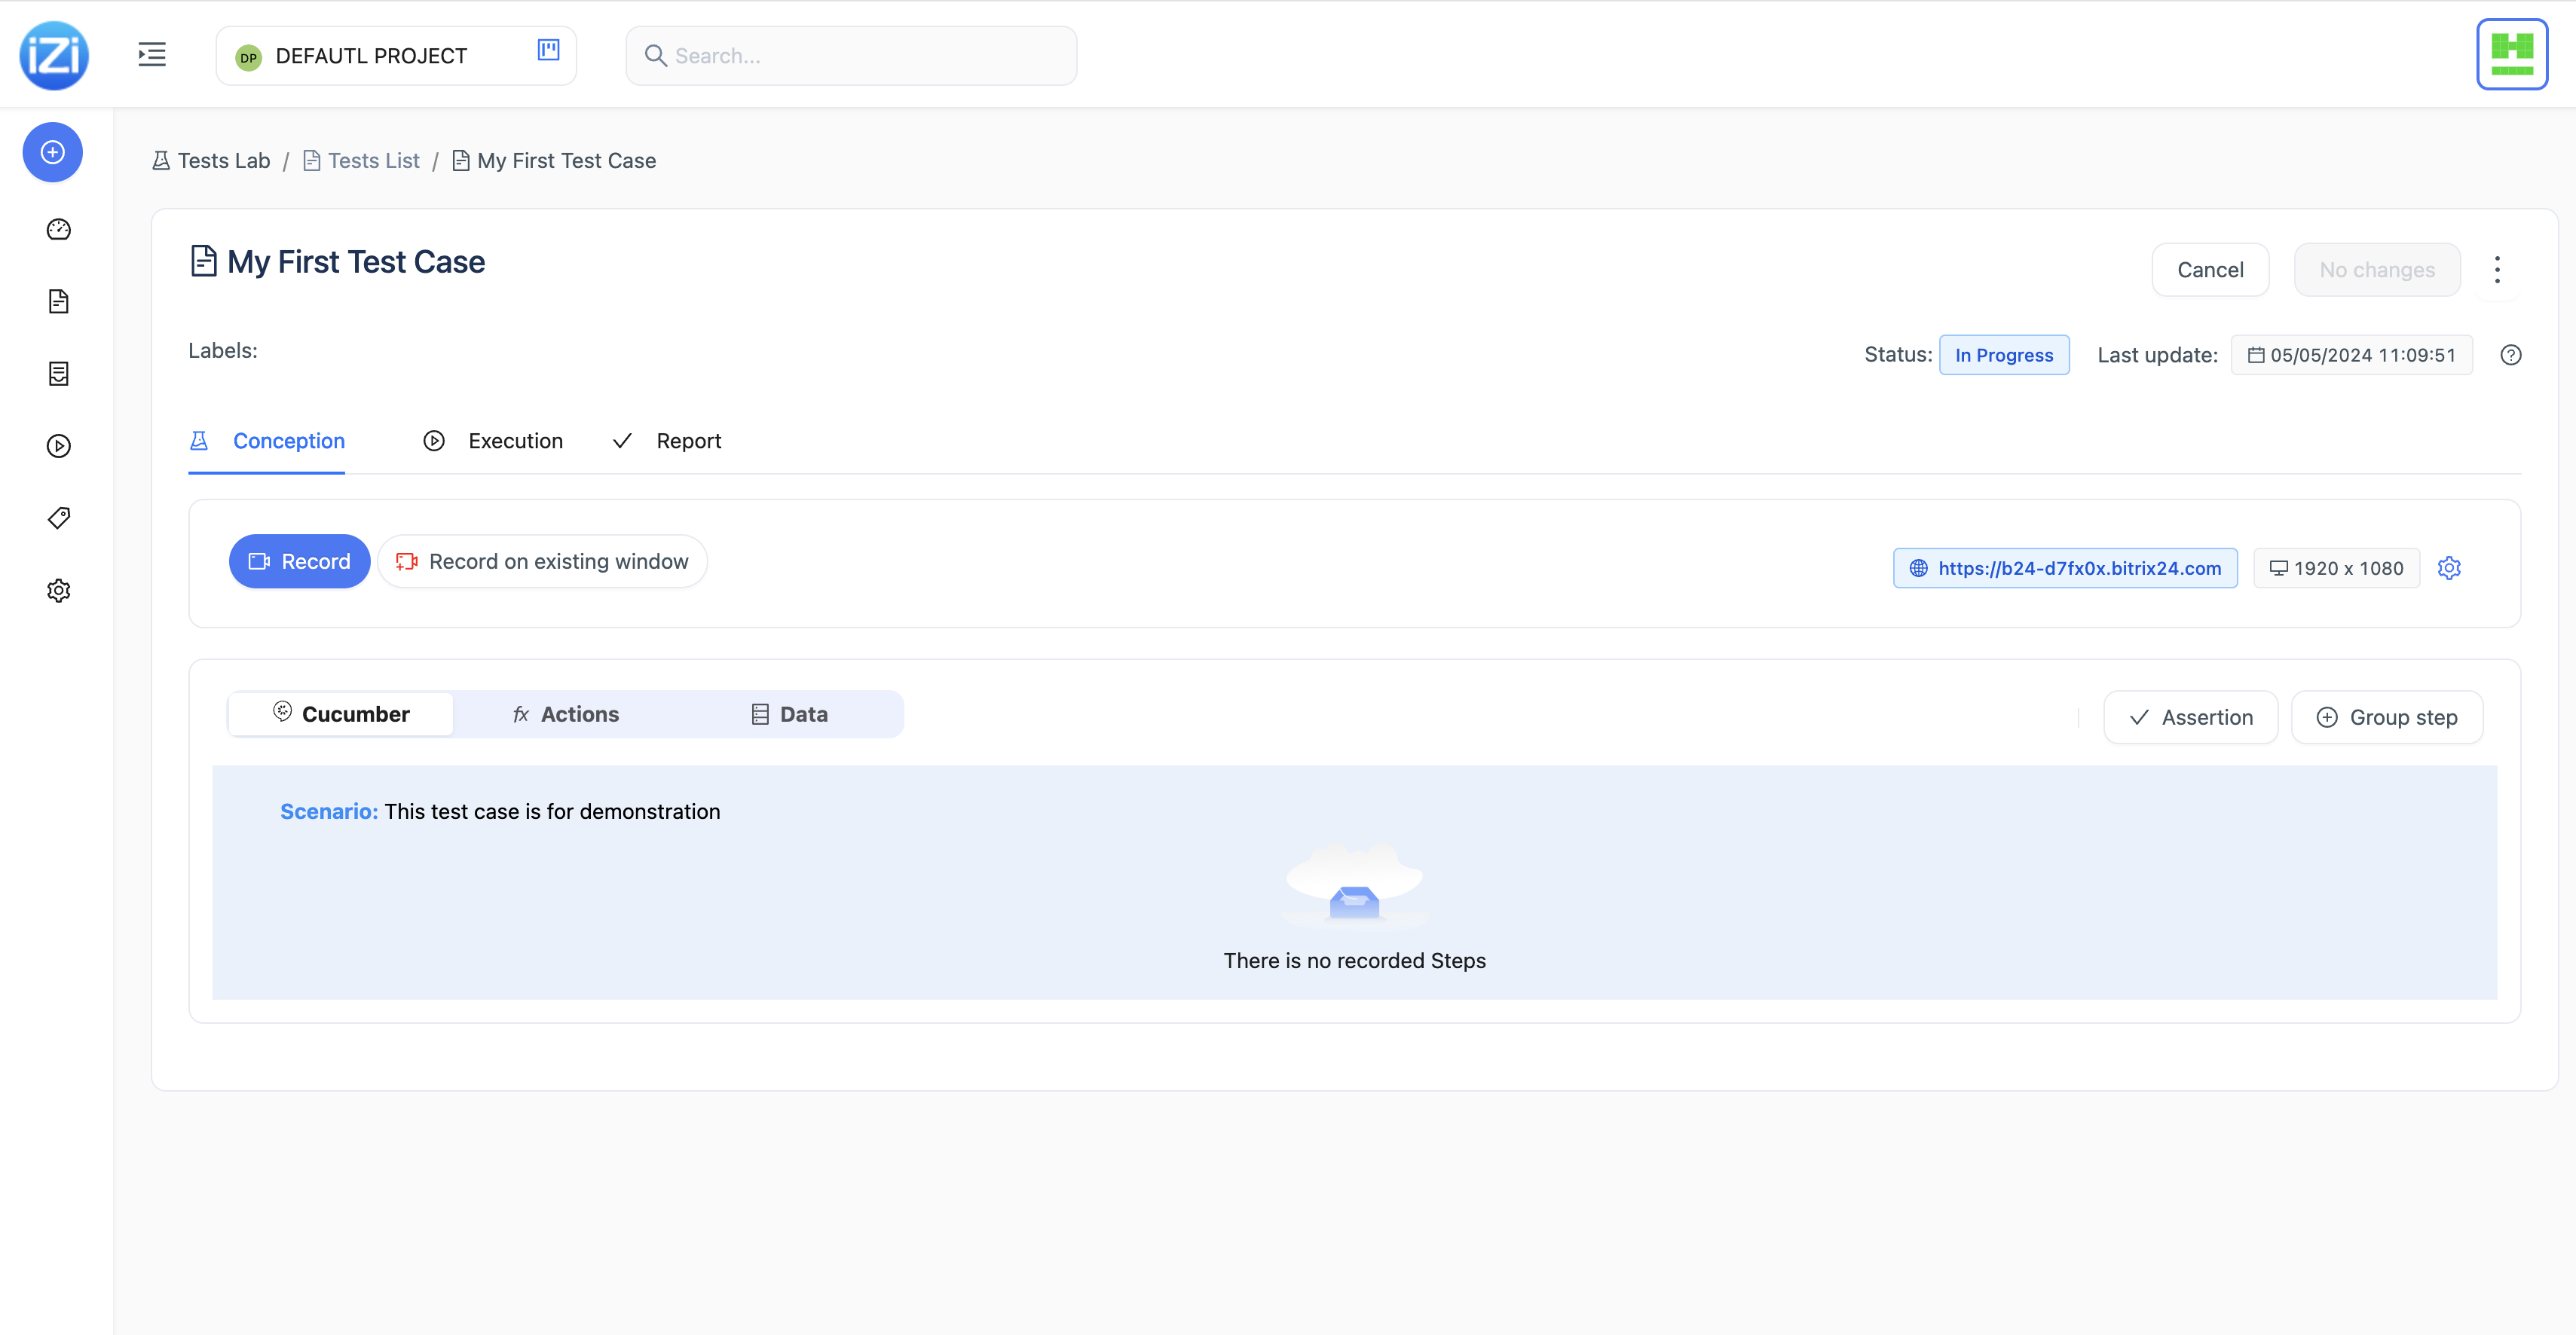 iZi
DP DEFAUTL PROJECT
Search...
Tests Lab / Tests List / My First Test Case
My First Test Case
Cancel
No changes
Labels:
Status: In Progress
Last update: 05/05/2024 11:09:51
Conception
Execution
Report
Record
Record on existing window
https://b24-d7fx0x.bitrix24.com
1920 x 1080
Cucumber
fx Actions
Data
Assertion
Group step
Scenario: This test case is for demonstration
There is no recorded Steps